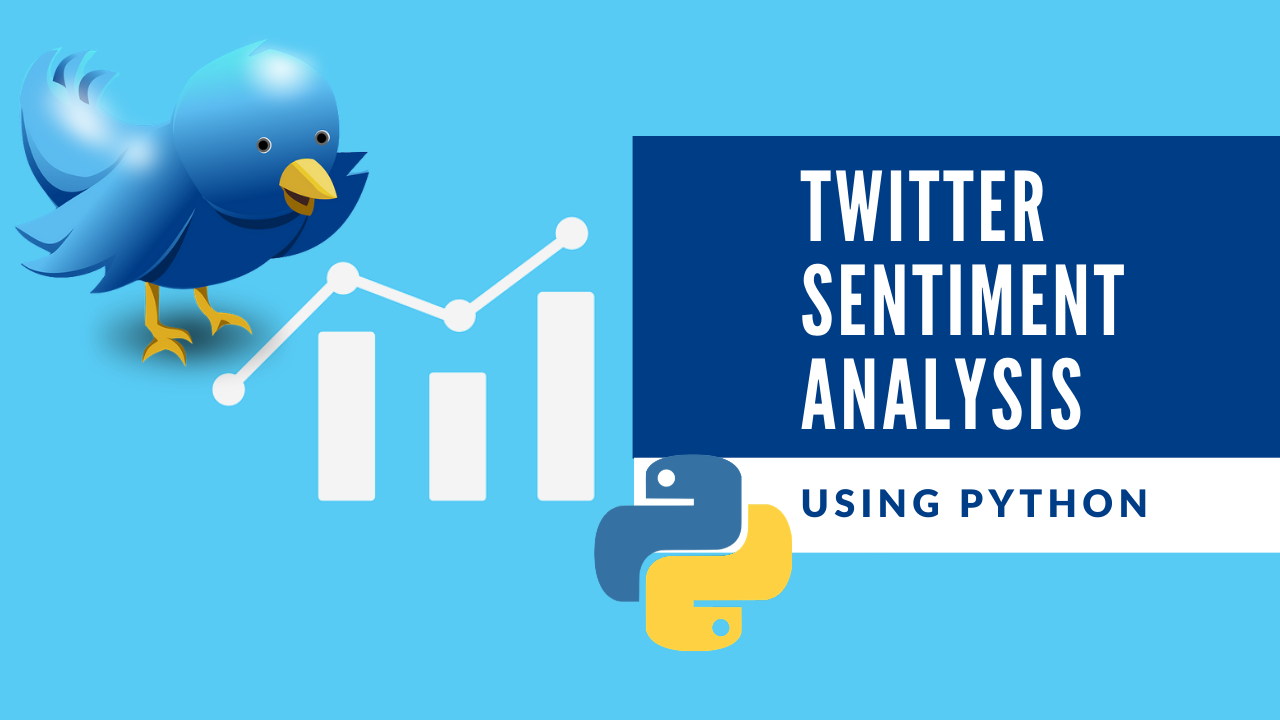 TWITTER
SENTIMENT
ANALYSIS
USING PYTHON